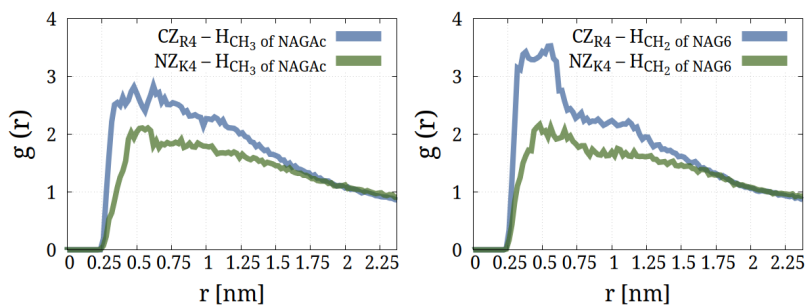 CZR4 – HCH3 of NAGAc
NZK4 – HCH3 of NAGAc
g (r)
4
3
2
1
0
0 0.25 0.5 0.75 1 1.25 1.5 1.75 2 2.25
r [nm]
CZR4 – HCH2 of NAG6
NZK4 – HCH2 of NAG6
g (r)
4
3
2
1
0
0 0.25 0.5 0.75 1 1.25 1.5 1.75 2 2.25
r [nm]